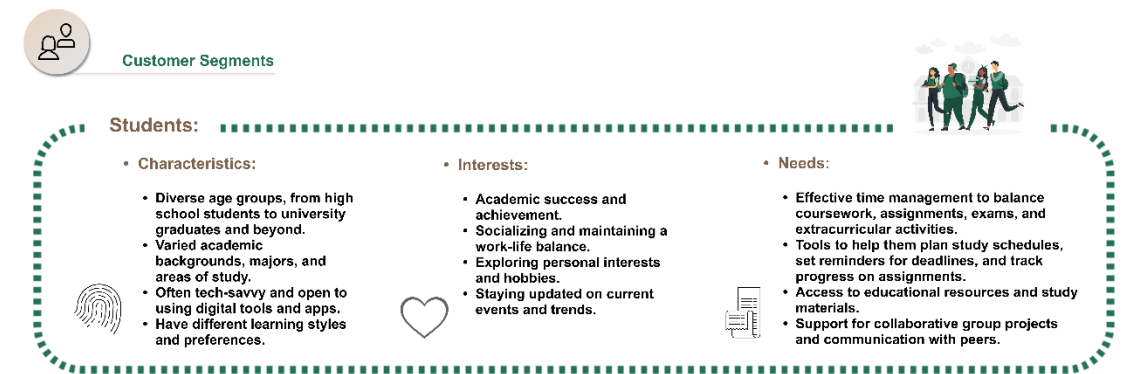 Customer Segments
Students:
• Characteristics:
• Diverse age groups, from high
school students to university
graduates and beyond.
• Varied academic
backgrounds, majors, and
areas of study.
• Often tech-savvy and open to
using digital tools and apps.
• Have different learning styles
and preferences.
• Interests:
• Academic success and
achievement.
• Socializing and maintaining a
work-life balance.
• Exploring personal interests
and hobbies.
• Staying updated on current
events and trends.
• Needs:
• Effective time management to balance
coursework, assignments, exams, and
extracurricular activities.
• Tools to help them plan study schedules,
set reminders for deadlines, and track
progress on assignments.
• Access to educational resources and study
materials.
• Support for collaborative group projects
and communication with peers.